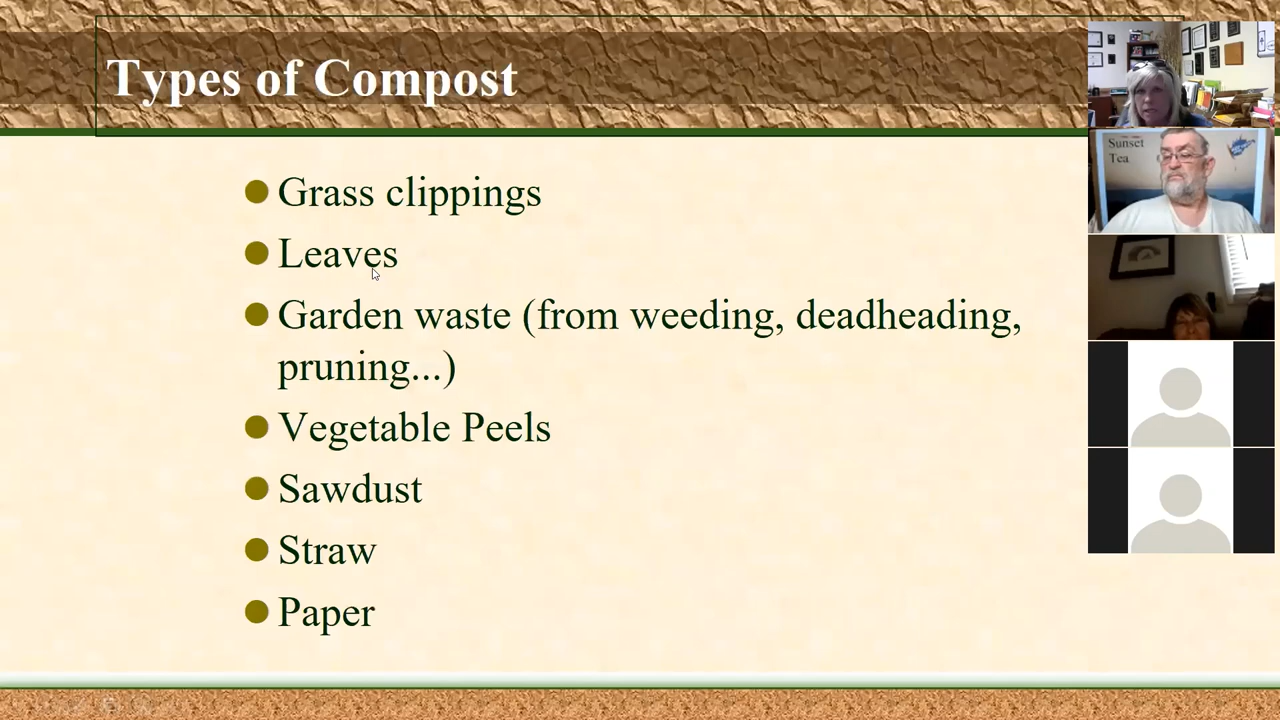 Types of Compost
Grass clippings
Leaves
Garden waste (from weeding, deadheading,
pruning...)
Vegetable Peels
Sawdust
Straw
Paper
Sunset
Tea